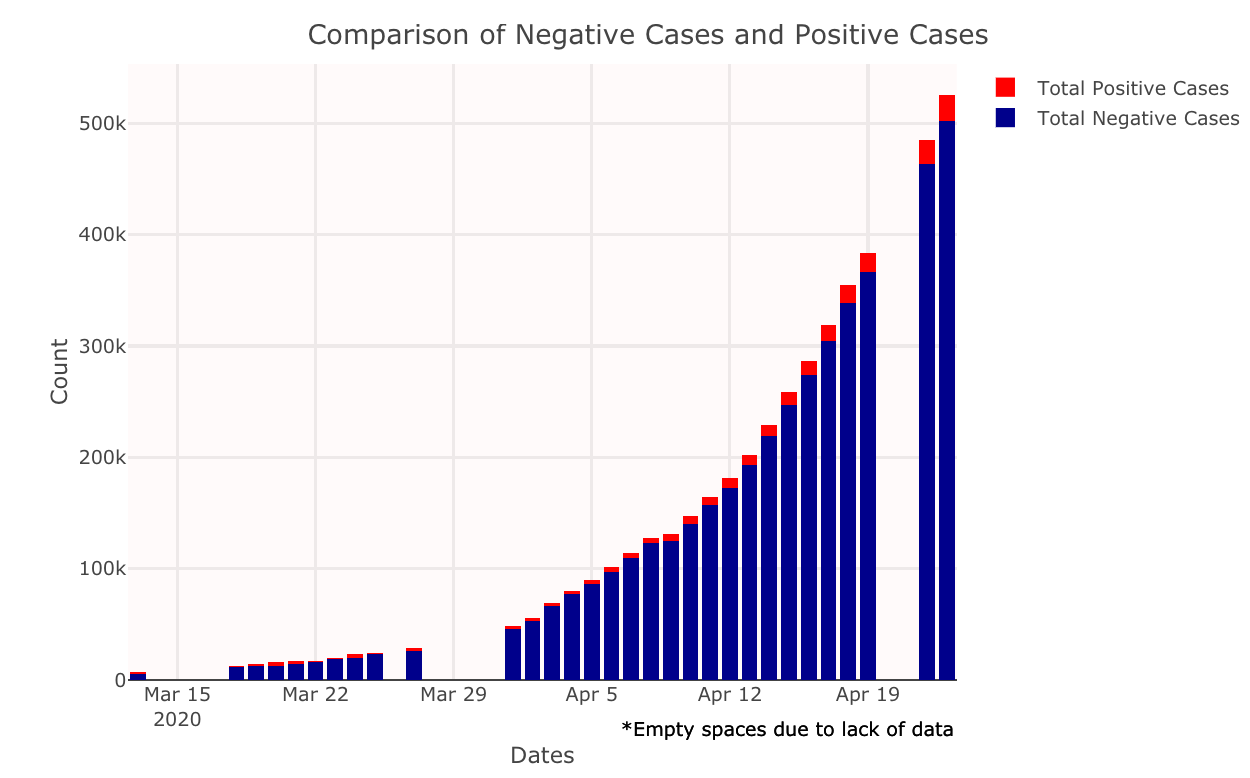 Comparison of Negative Cases and Positive Cases
Total Positive Cases
Total Negative Cases
500k
400k
300k
200k
100k
0
Count
Mar 15
2020
Mar 22
Mar 29
Apr 5
Apr 12
Apr 19
*Empty spaces due to lack of data
Dates